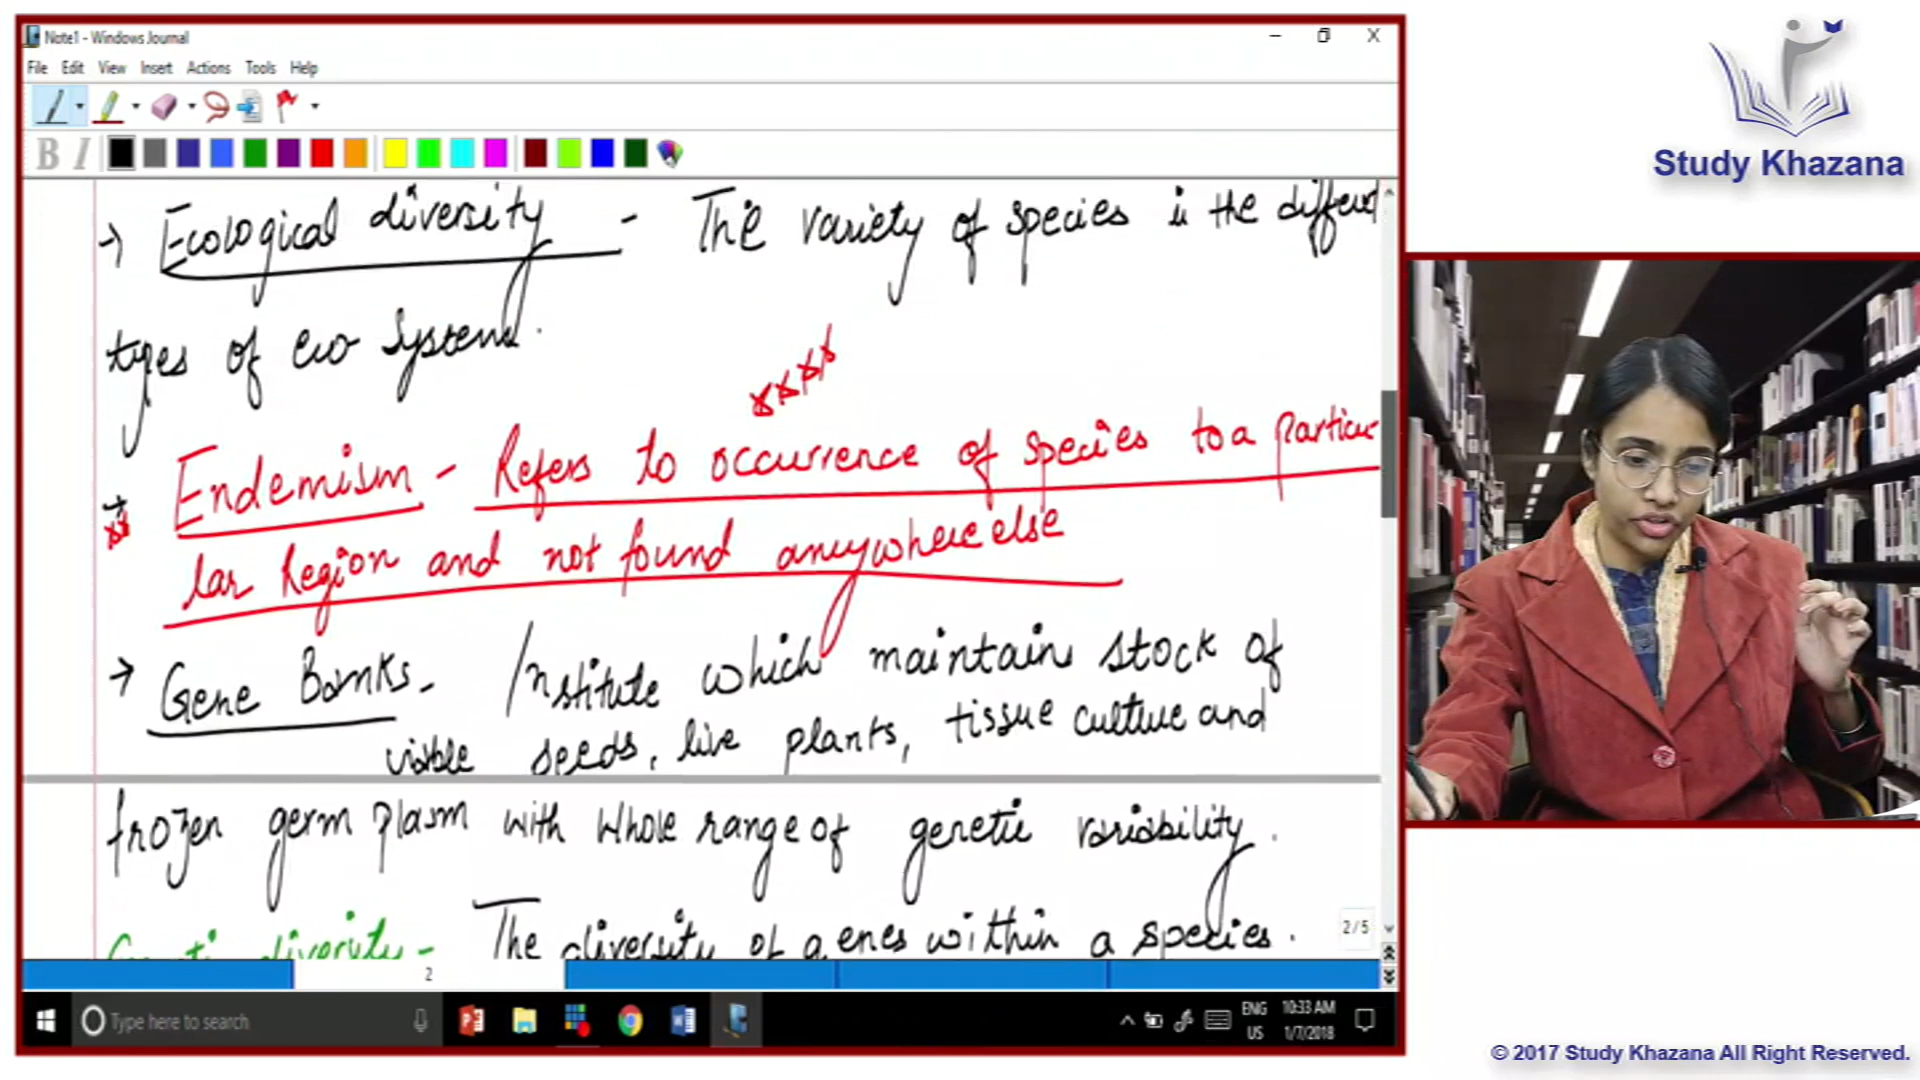 Note1 - Windows Journal
File Edit View Insert Actions Tools Help
B I
→ Ecological diversity - The variety of species in the different
types of eco systems.
Endemism - Refers to occurrence of species to a particu-
lar Region and not found anywhere else
→ Gene Banks - Institute which maintains stock of
viable seeds, live plants, tissue culture and
frozen germ plasm with whole range of genetic variability.
Genetic diversity - The diversity of genes within a species.
2/5
2
Type here to search
ENG
US
10:33 AM
1/7/2018
Study Khazana
© 2017 Study Khazana All Right Reserved.